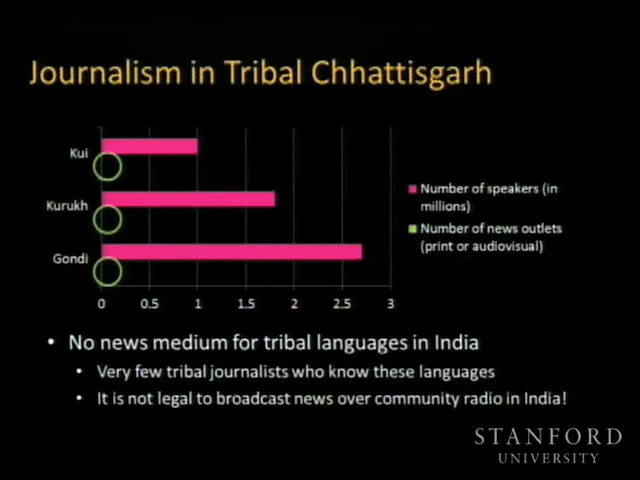 Journalism in Tribal Chhattisgarh
Kui
Kurukh
Gondi
0 0.5 1 1.5 2 2.5 3
Number of speakers (in
millions)
Number of news outlets
(print or audiovisual)
• No news medium for tribal languages in India
• Very few tribal journalists who know these languages
• It is not legal to broadcast news over community radio in India!
STANFORD
UNIVERSITY